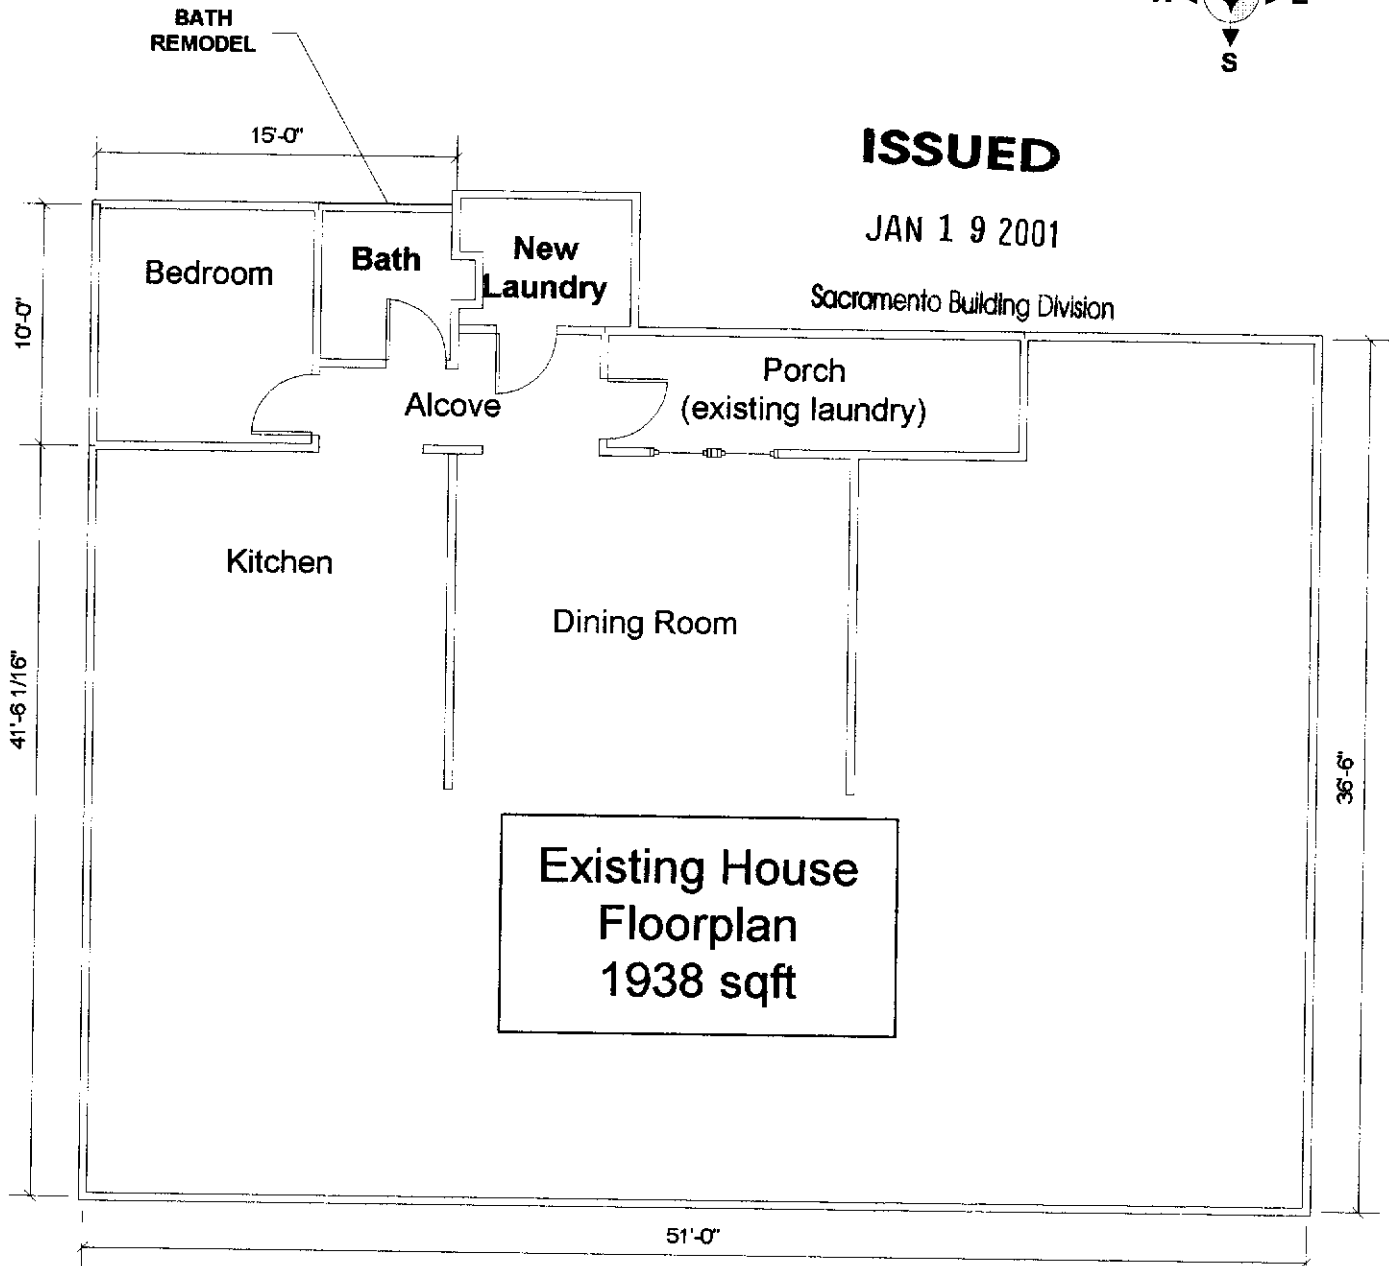 BATH
REMODEL
S
15'-0"
ISSUED
JAN 1 9 2001
Sacramento Building Division
Bedroom
Bath
New
Laundry
10'-0"
Porch
(existing laundry)
Alcove
Kitchen
Dining Room
41'-6 1/16"
36'-6"
Existing House
Floorplan
1938 sqft
51'-0"